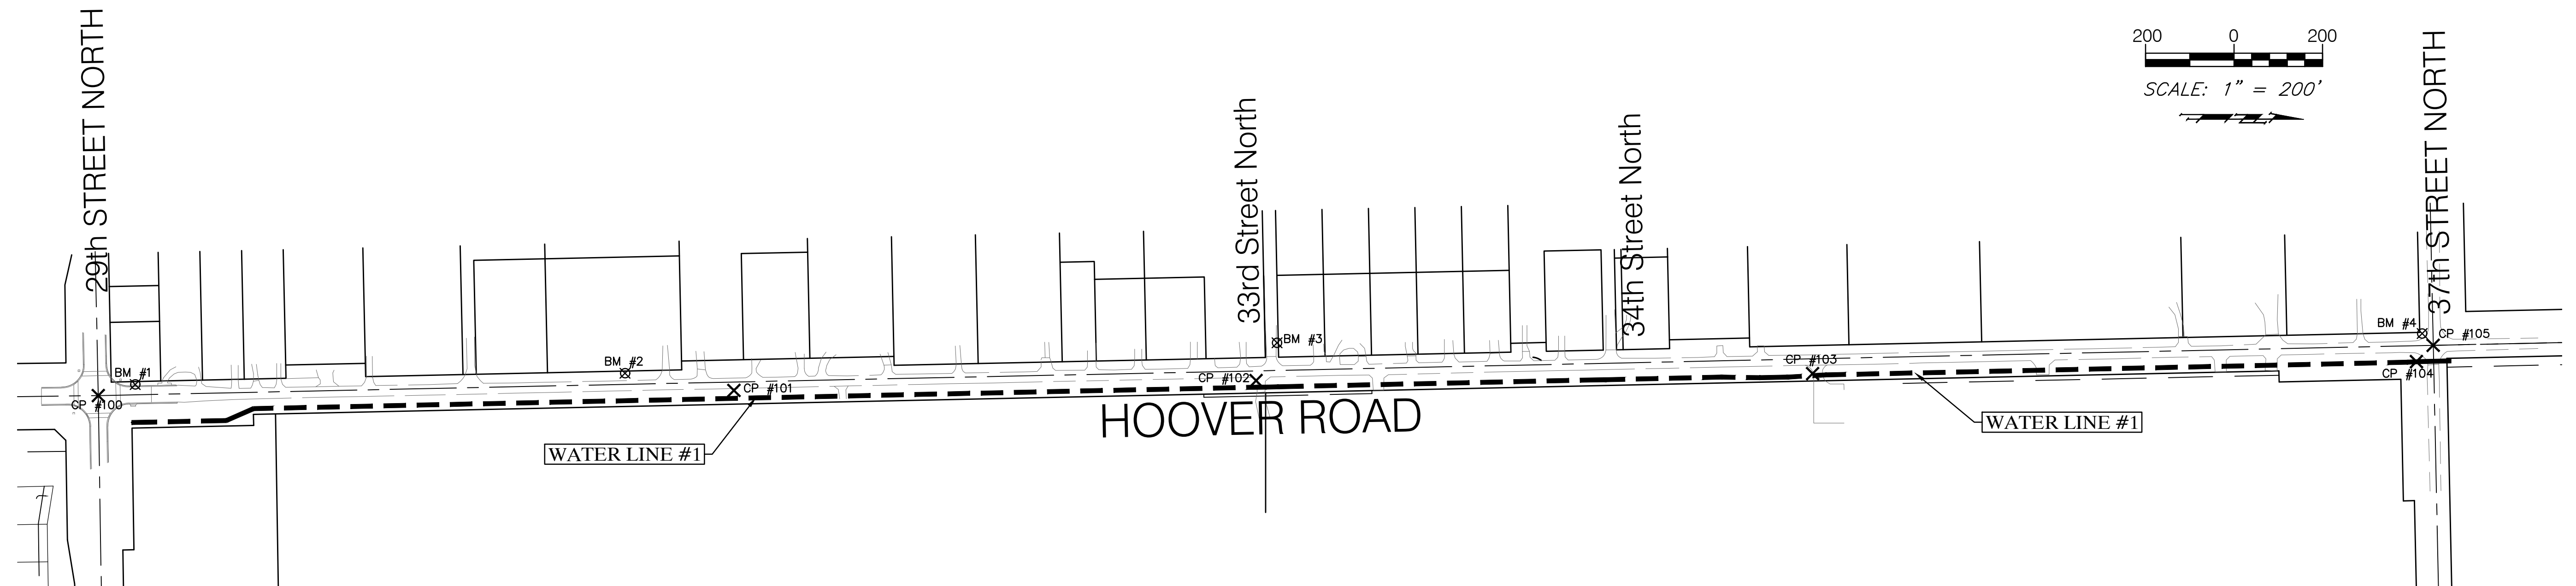 29th STREET NORTH
33rd Street North
34th Street North
37th STREET NORTH
200 0 200
SCALE: 1" = 200'
BM #1
CP #100
BM #2
CP #101
WATER LINE #1
CP #102
BM #3
HOOVER ROAD
CP #103
WATER LINE #1
BM #4
CP #105
CP #104